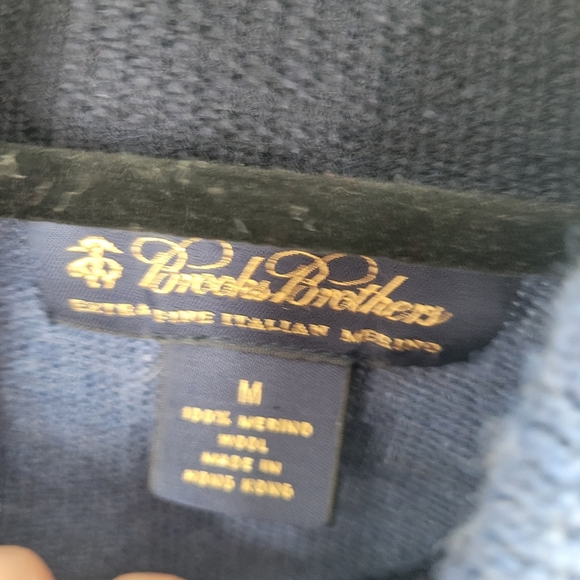 Brooks Brothers
EXTRA-FINE ITALIAN MERINO
M
100% MERINO
WOOL
MADE IN
HONG KONG